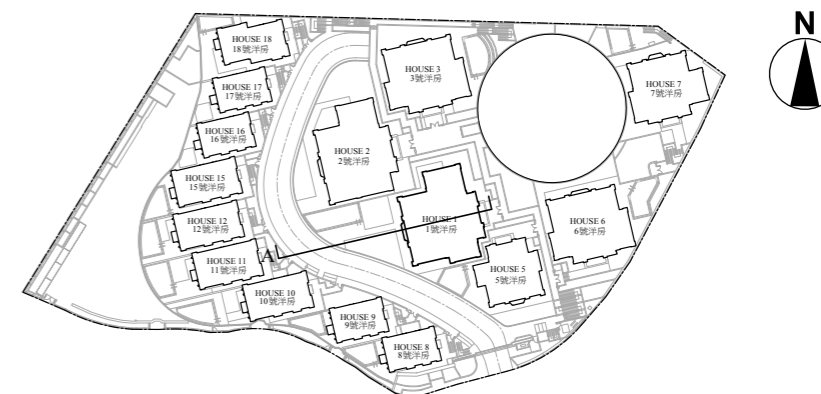 N
HOUSE 18
18號洋房
HOUSE 17
17號洋房
HOUSE 16
16號洋房
HOUSE 15
15號洋房
HOUSE 12
12號洋房
HOUSE 11
11號洋房
HOUSE 10
10號洋房
HOUSE 9
9號洋房
HOUSE 8
8號洋房
HOUSE 3
3號洋房
HOUSE 2
2號洋房
HOUSE 1
1號洋房
A
HOUSE 5
5號洋房
HOUSE 6
6號洋房
HOUSE 7
7號洋房